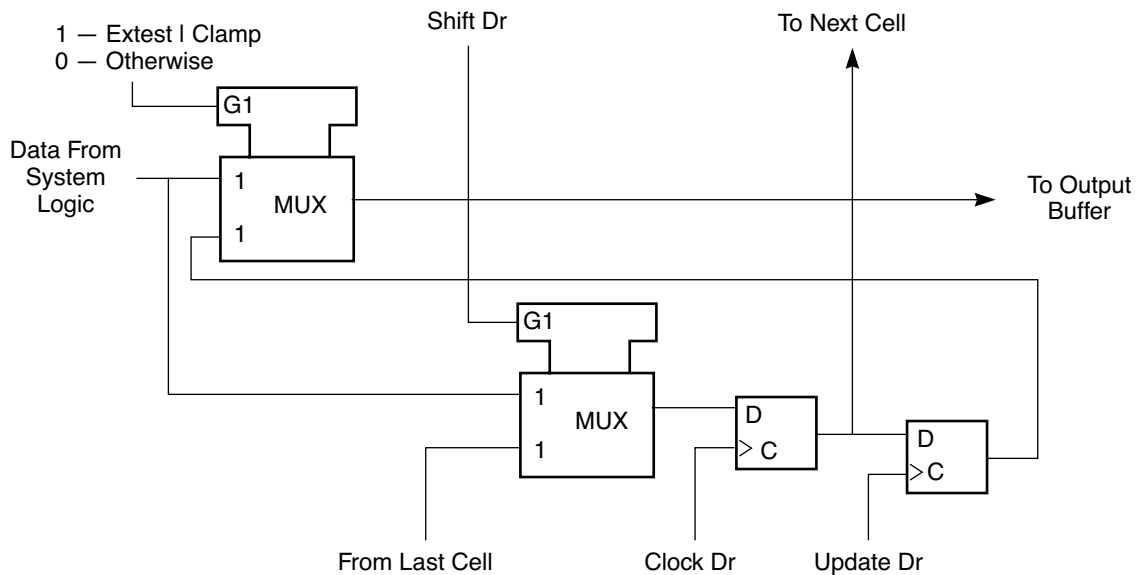 1 — Extest | Clamp
0 — Otherwise
Shift Dr
To Next Cell
G1
Data From
System
Logic
1
MUX
1
To Output
Buffer
G1
1
MUX
1
D
C
D
C
From Last Cell
Clock Dr
Update Dr